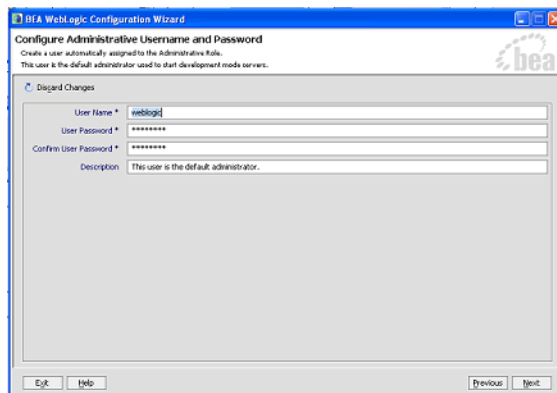 BEA WebLogic Configuration Wizard
Configure Administrative Username and Password
Create a user automatically assigned to the Administrative Role.
This user is the default administrator used to start development mode servers.
bea
Discard Changes
User Name * weblogic
User Password * ********
Confirm User Password * ********
Description This user is the default administrator.
Exit Help Previous Next